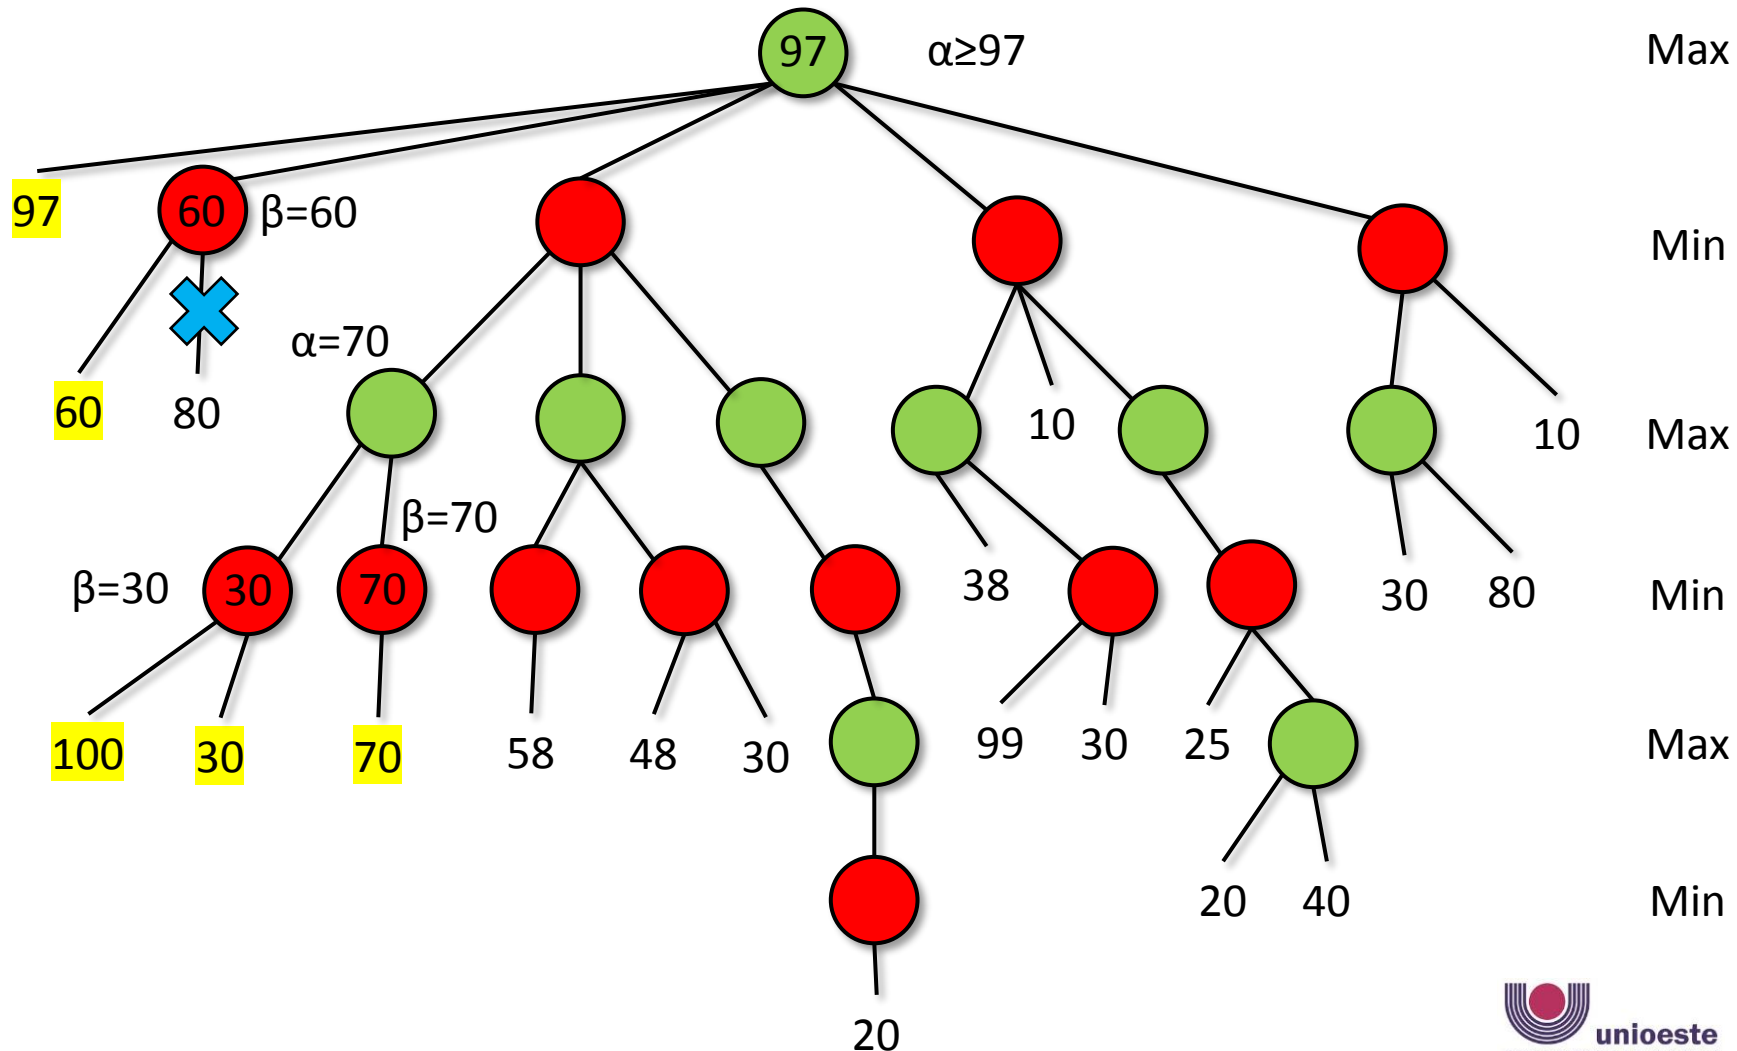 97 α≥97 Max
97 60 β=60 Min
α=70
60 80 10 10 Max
β=70
β=30 30 70 38 30 80 Min
100 30 70 58 48 30 99 30 25 Max
20 40 Min
20
unioeste